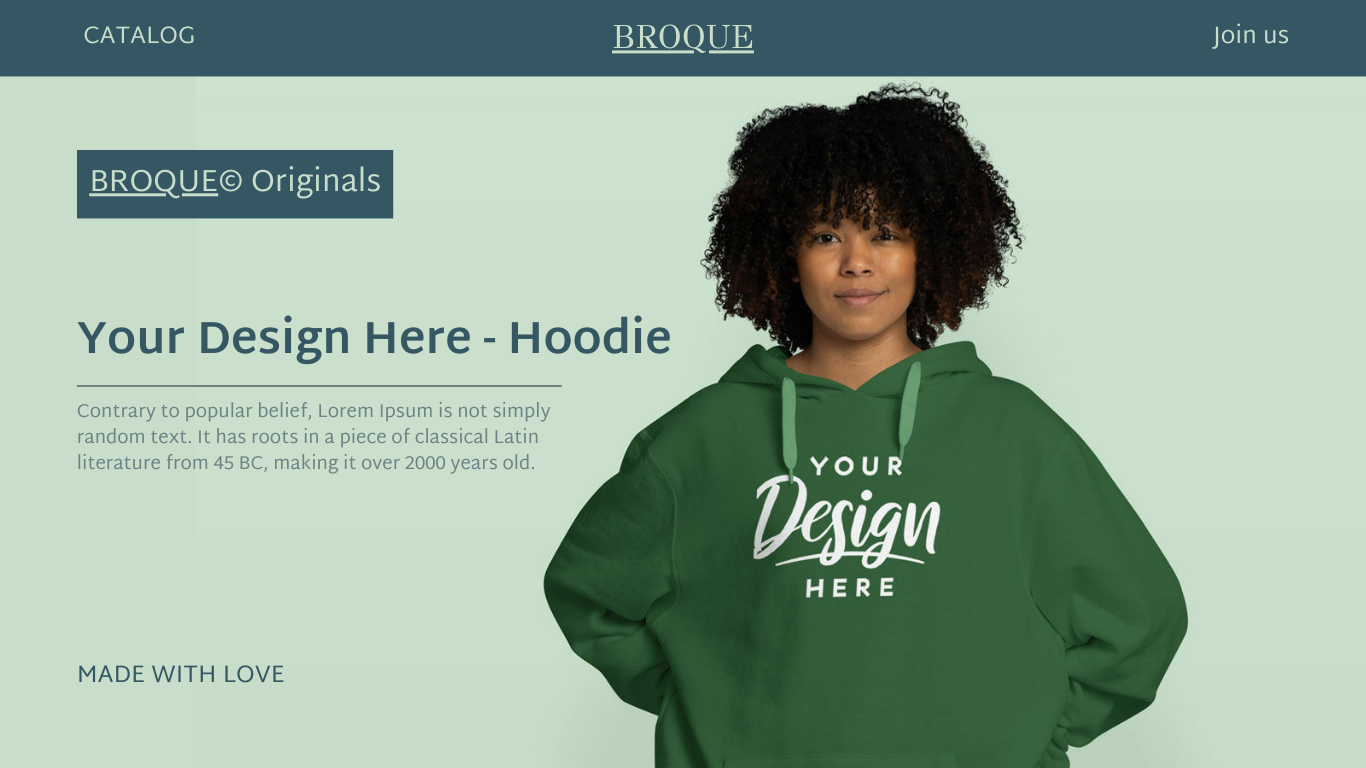 CATALOG
BROQUE
Join us
BROQUE© Originals
Your Design Here - Hoodie
Contrary to popular belief, Lorem Ipsum is not simply
random text. It has roots in a piece of classical Latin
literature from 45 BC, making it over 2000 years old.
YOUR
Design
HERE
MADE WITH LOVE